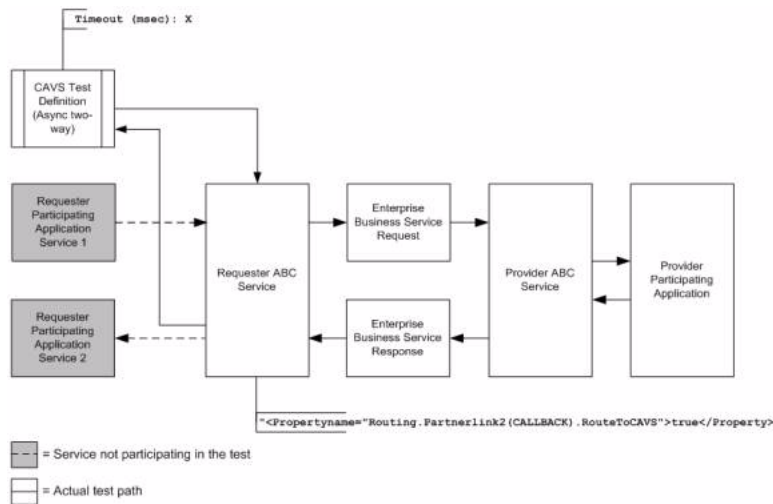 Timeout (msec): X
CAVS Test
Definition
(Async two-
way)
Requester
Participating
Application
Service 1
Requester ABC
Service
Enterprise
Business Service
Request
Provider ABC
Service
Provider
Participating
Application
Requester
Participating
Application
Service 2
Enterprise
Business Service
Response
"<Propertyname="Routing.Partnerlink2(CALLBACK).RouteToCAVS">true</Property>
= Service not participating in the test
= Actual test path